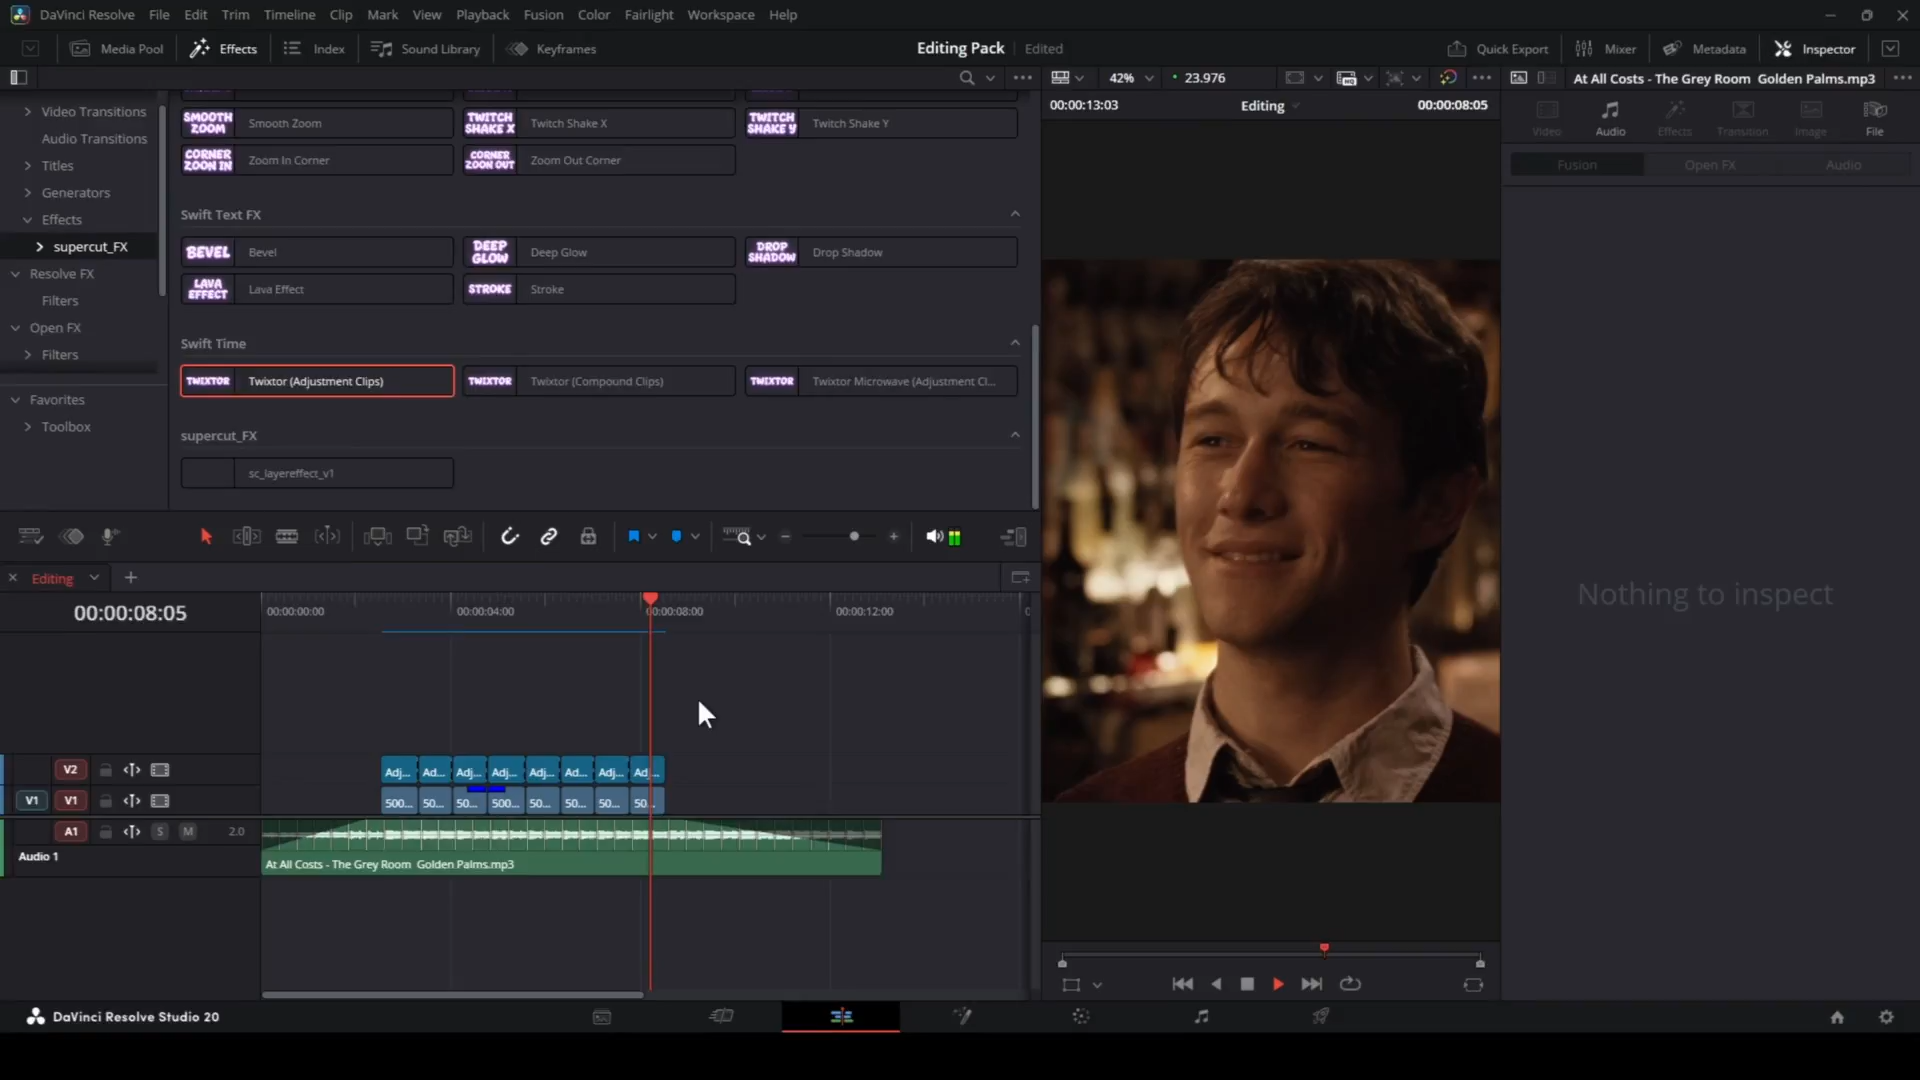 DaVinci Resolve File Edit Trim Timeline Clip Mark View Playback Fusion Color Fairlight Workspace Help
Media Pool Effects Index Sound Library Keyframes Editing Pack Edited Quick Export Mixer Metadata Inspector
42% 23.976 At All Costs - The Grey Room Golden Palms.mp3
00:00:13:03 Editing 00:00:08:05
Video Audio Effects Transition Image File
Fusion Open FX Audio
Nothing to inspect
Video Transitions
Audio Transitions
Titles
Generators
Effects
supercut_FX
Resolve FX
Filters
Open FX
Filters
Favorites
Toolbox
SMOOTH ZOOM Smooth Zoom TWITCH SHAKE X Twitch Shake X TWITCH SHAKE Y Twitch Shake Y
CORNER ZOON IN Zoom In Corner CORNER ZOON OUT Zoom Out Corner
Swift Text FX
BEVEL Bevel DEEP GLOW Deep Glow DROP SHADOW Drop Shadow
LAVA EFFECT Lava Effect STROKE Stroke
Swift Time
TWIXTOR Twixtor (Adjustment Clips) TWIXTOR Twixtor (Compound Clips) TWIXTOR Twixtor Microwave (Adjustment Cl...
supercut_FX
sc_layereffect_v1
Editing
00:00:08:05 00:00:00:00 00:00:04:00 00:00:08:00 00:00:12:00
V2 Adj... Ad... Adj... Adj... Adj... Ad... Adj... Adj...
V1 V1 500... 50... 50... 500... 50... 50... 50... 50...
A1 S M 2.0
Audio 1 At All Costs - The Grey Room Golden Palms.mp3
DaVinci Resolve Studio 20